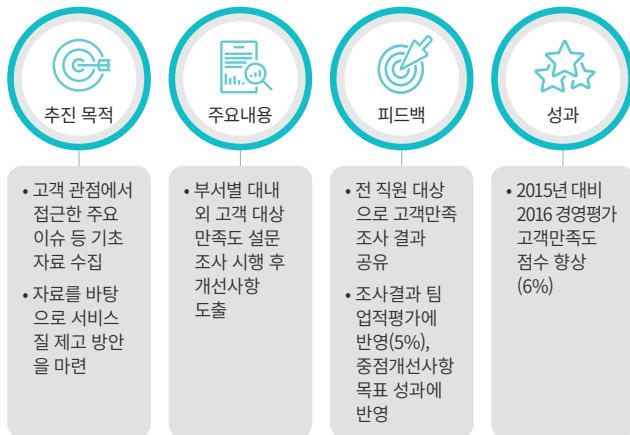 추진 목적
• 고객 관점에서
접근한 주요
이슈 등 기초
자료 수집
• 자료를 바탕
으로 서비스
질 제고 방안
을 마련
주요내용
• 부서별 대내
외 고객 대상
만족도 설문
조사 시행 후
개선사항
도출
피드백
• 전 직원 대상
으로 고객만족
조사 결과
공유
• 조사결과 팀
업적평가에
반영(5%),
중점개선사항
목표 성과에
반영
성과
• 2015년 대비
2016 경영평가
고객만족도
점수 향상
(6%)